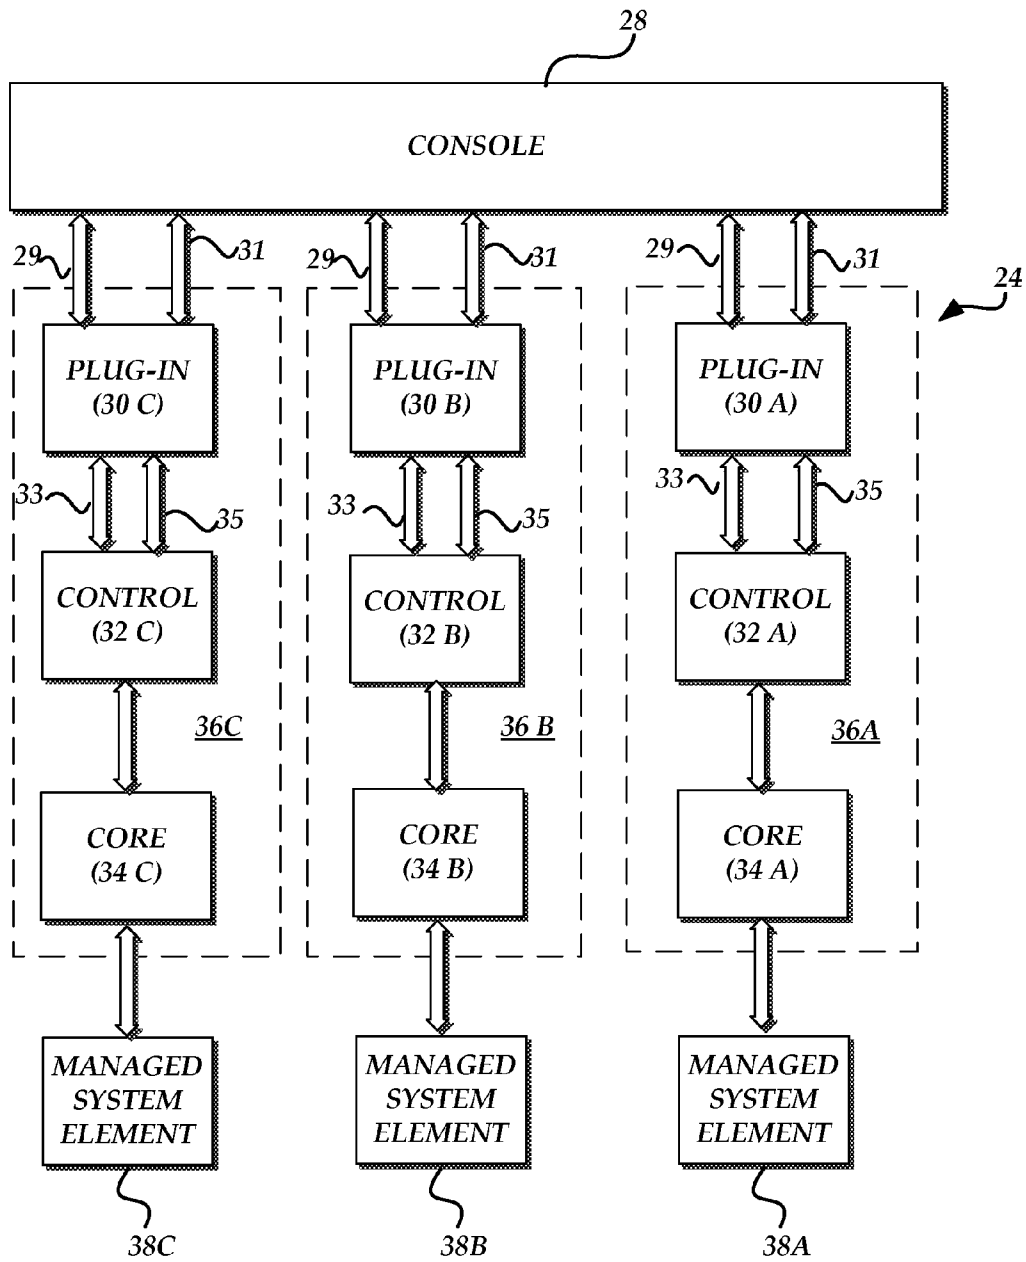 28
CONSOLE
29
31
29
31
29
31
24
PLUG-IN
(30 C)
PLUG-IN
(30 B)
PLUG-IN
(30 A)
33
35
33
35
33
35
CONTROL
(32 C)
CONTROL
(32 B)
CONTROL
(32 A)
36C
36 B
36A
CORE
(34 C)
CORE
(34 B)
CORE
(34 A)
MANAGED
SYSTEM
ELEMENT
MANAGED
SYSTEM
ELEMENT
MANAGED
SYSTEM
ELEMENT
38C
38B
38A